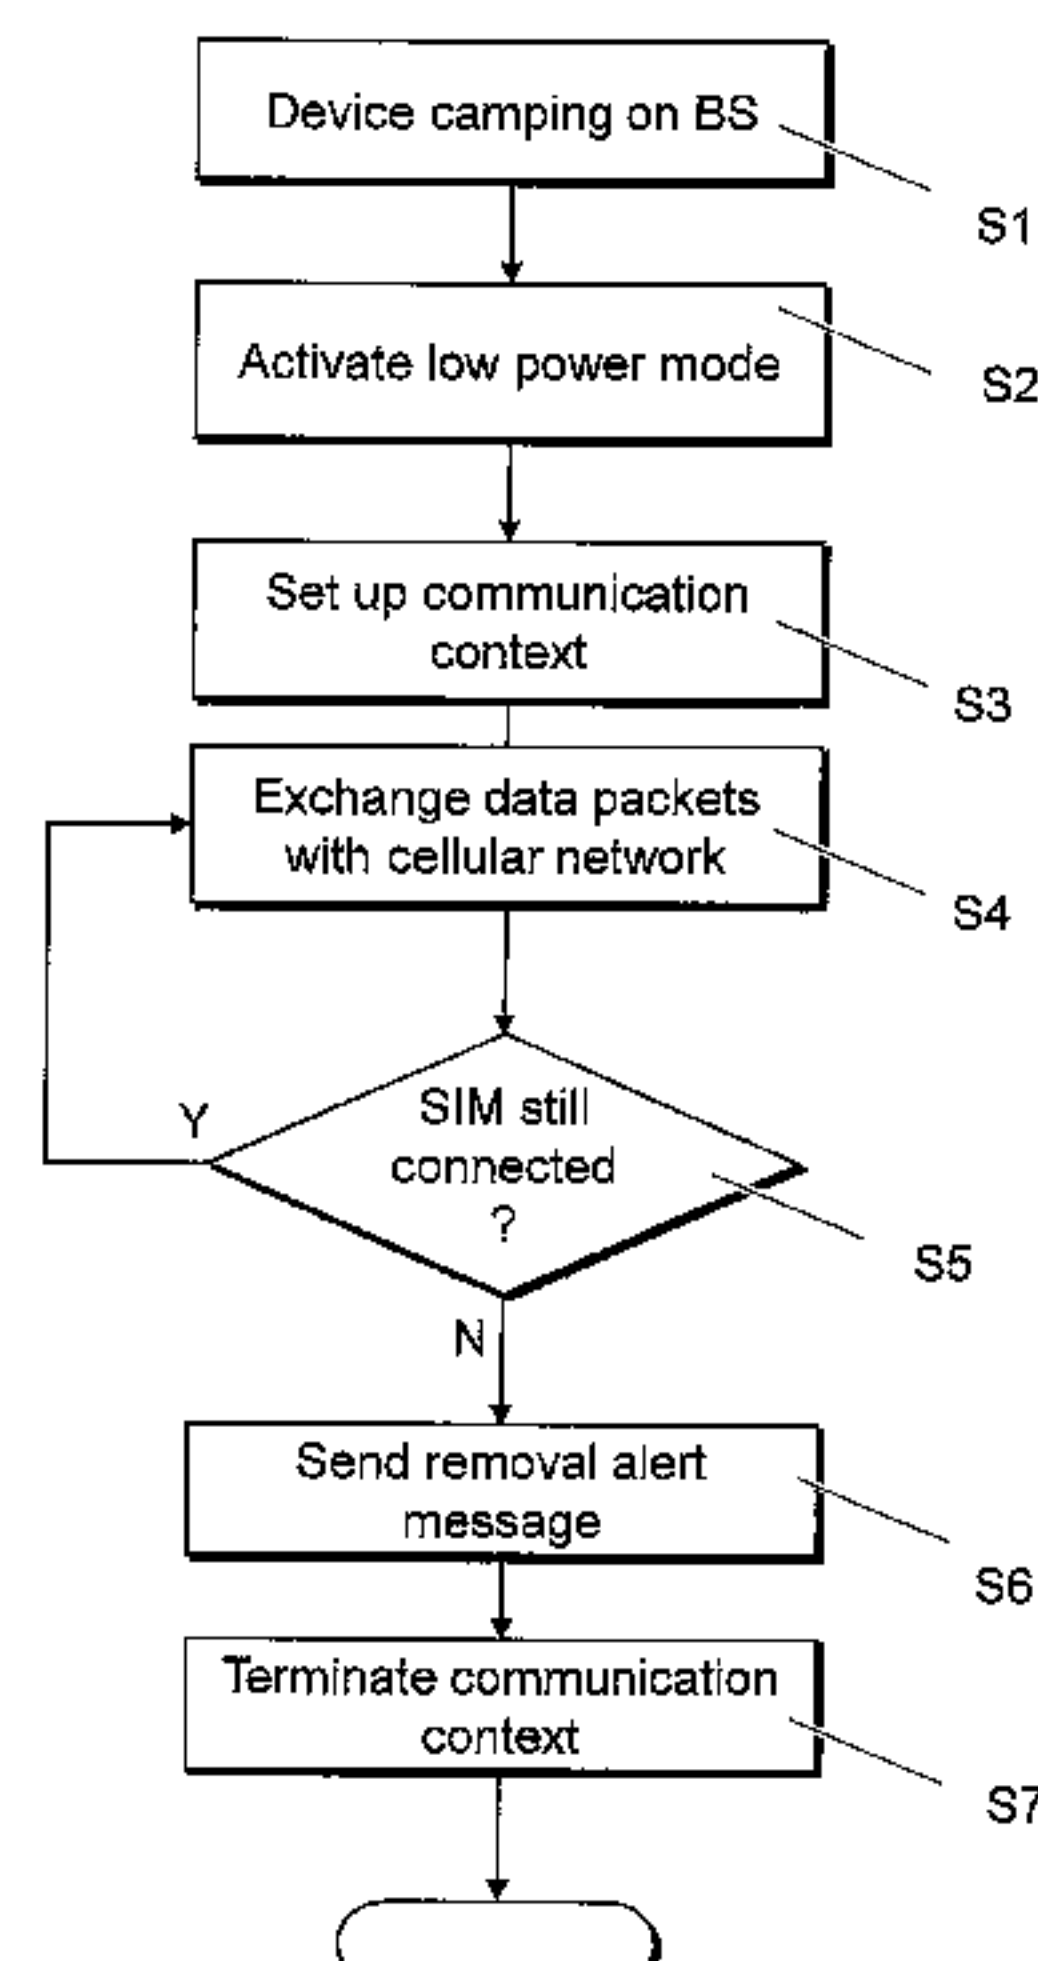 Device camping on BS
S1
Activate low power mode
S2
Set up communication
context
S3
Exchange data packets
with cellular network
S4
SIM still
connected
?
Y
S5
N
Send removal alert
message
S6
Terminate communication
context
S7